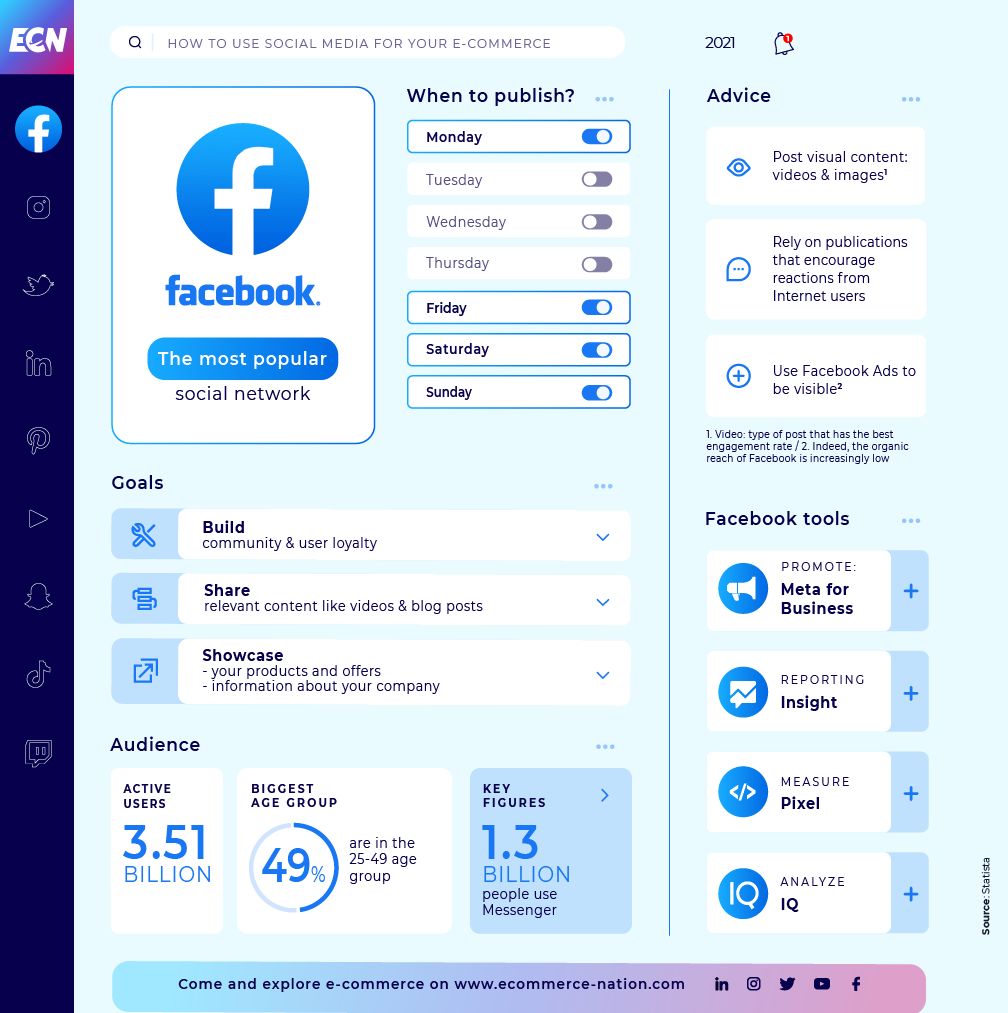 ECN
HOW TO USE SOCIAL MEDIA FOR YOUR E-COMMERCE
2021
1
facebook®
The most popular
social network
When to publish?
Monday
Tuesday
Wednesday
Thursday
Friday
Saturday
Sunday
Advice
Post visual content:
videos & images¹
Rely on publications
that encourage
reactions from
Internet users
Use Facebook Ads to
be visible²
1. Video: type of post that has the best
engagement rate / 2. Indeed, the organic
reach of Facebook is increasingly low
Goals
Build
community & user loyalty
Share
relevant content like videos & blog posts
Showcase
- your products and offers
- information about your company
Audience
ACTIVE
USERS
3.51
BILLION
BIGGEST
AGE GROUP
49%
are in the
25-49 age
group
KEY
FIGURES
1.3
BILLION
people use
Messenger
Facebook tools
PROMOTE:
Meta for
Business
REPORTING
Insight
MEASURE
Pixel
IQ
ANALYZE
IQ
Source: Statista
Come and explore e-commerce on www.ecommerce-nation.com